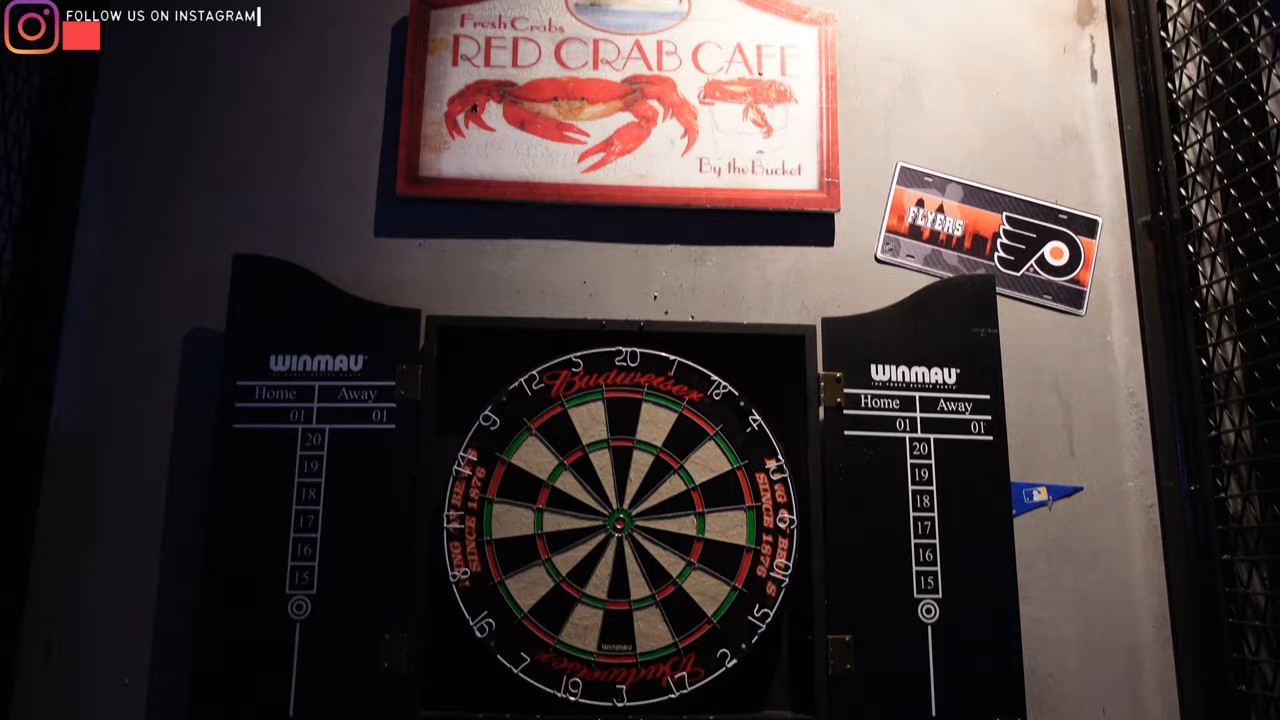 FOLLOW US ON INSTAGRAM
Fresh Crabs
RED CRAB CAFE
By the Bucket
FLYERS
WINMAU
Home Away
01 01
20
19
18
17
16
15
WINMAU
Home Away
01 01
20
19
18
17
16
15
Budweiser
20 1 18 4 13 6 10 15 2 17 3 19 7 16 8 11 14 9 12 5
SINCE 1876
SINCE 1876
WINMAU
Budweiser